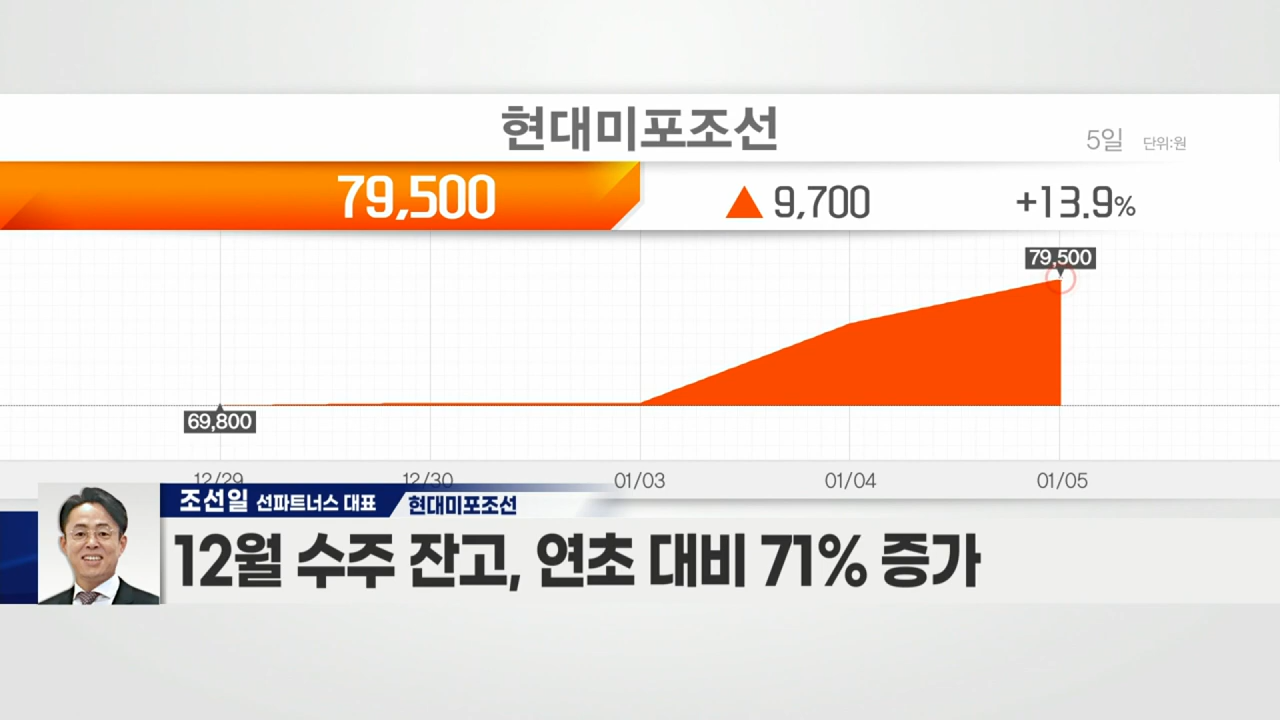 현대미포조선
5일 단위:원
79,500 ▲ 9,700 +13.9%
79,500
69,800
12/29 12/30 01/03 01/04 01/05
조선일 선파트너스 대표 현대미포조선
12월 수주 잔고, 연초 대비 71% 증가